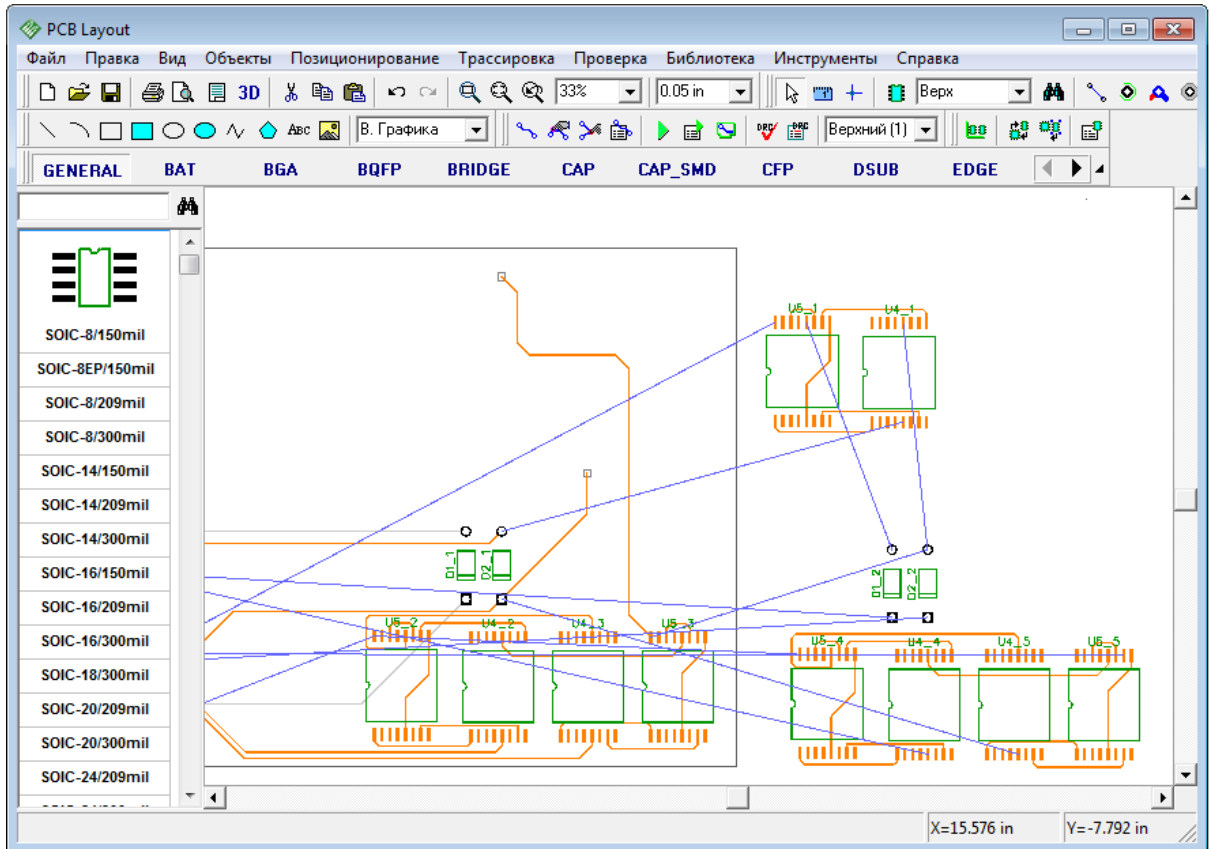 PCB Layout
Файл Правка Вид Объекты Позиционирование Трассировка Проверка Библиотека Инструменты Справка
3D 33% 0.05 in Верх
ABC В. Графика DRC DRC Верхний (1)
GENERAL BAT BGA BQFP BRIDGE CAP CAP_SMD CFP DSUB EDGE
SOIC-8/150mil
SOIC-8EP/150mil
SOIC-8/209mil
SOIC-8/300mil
SOIC-14/150mil
SOIC-14/209mil
SOIC-14/300mil
SOIC-16/150mil
SOIC-16/209mil
SOIC-16/300mil
SOIC-18/300mil
SOIC-20/209mil
SOIC-20/300mil
SOIC-24/209mil
U5_1 U4_1
D1_1 D2_1
D1_2 D2_2
U5_2 U4_2 U4_3 U5_3
U5_4 U4_4 U4_5 U5_5
X=15.576 in Y=-7.792 in